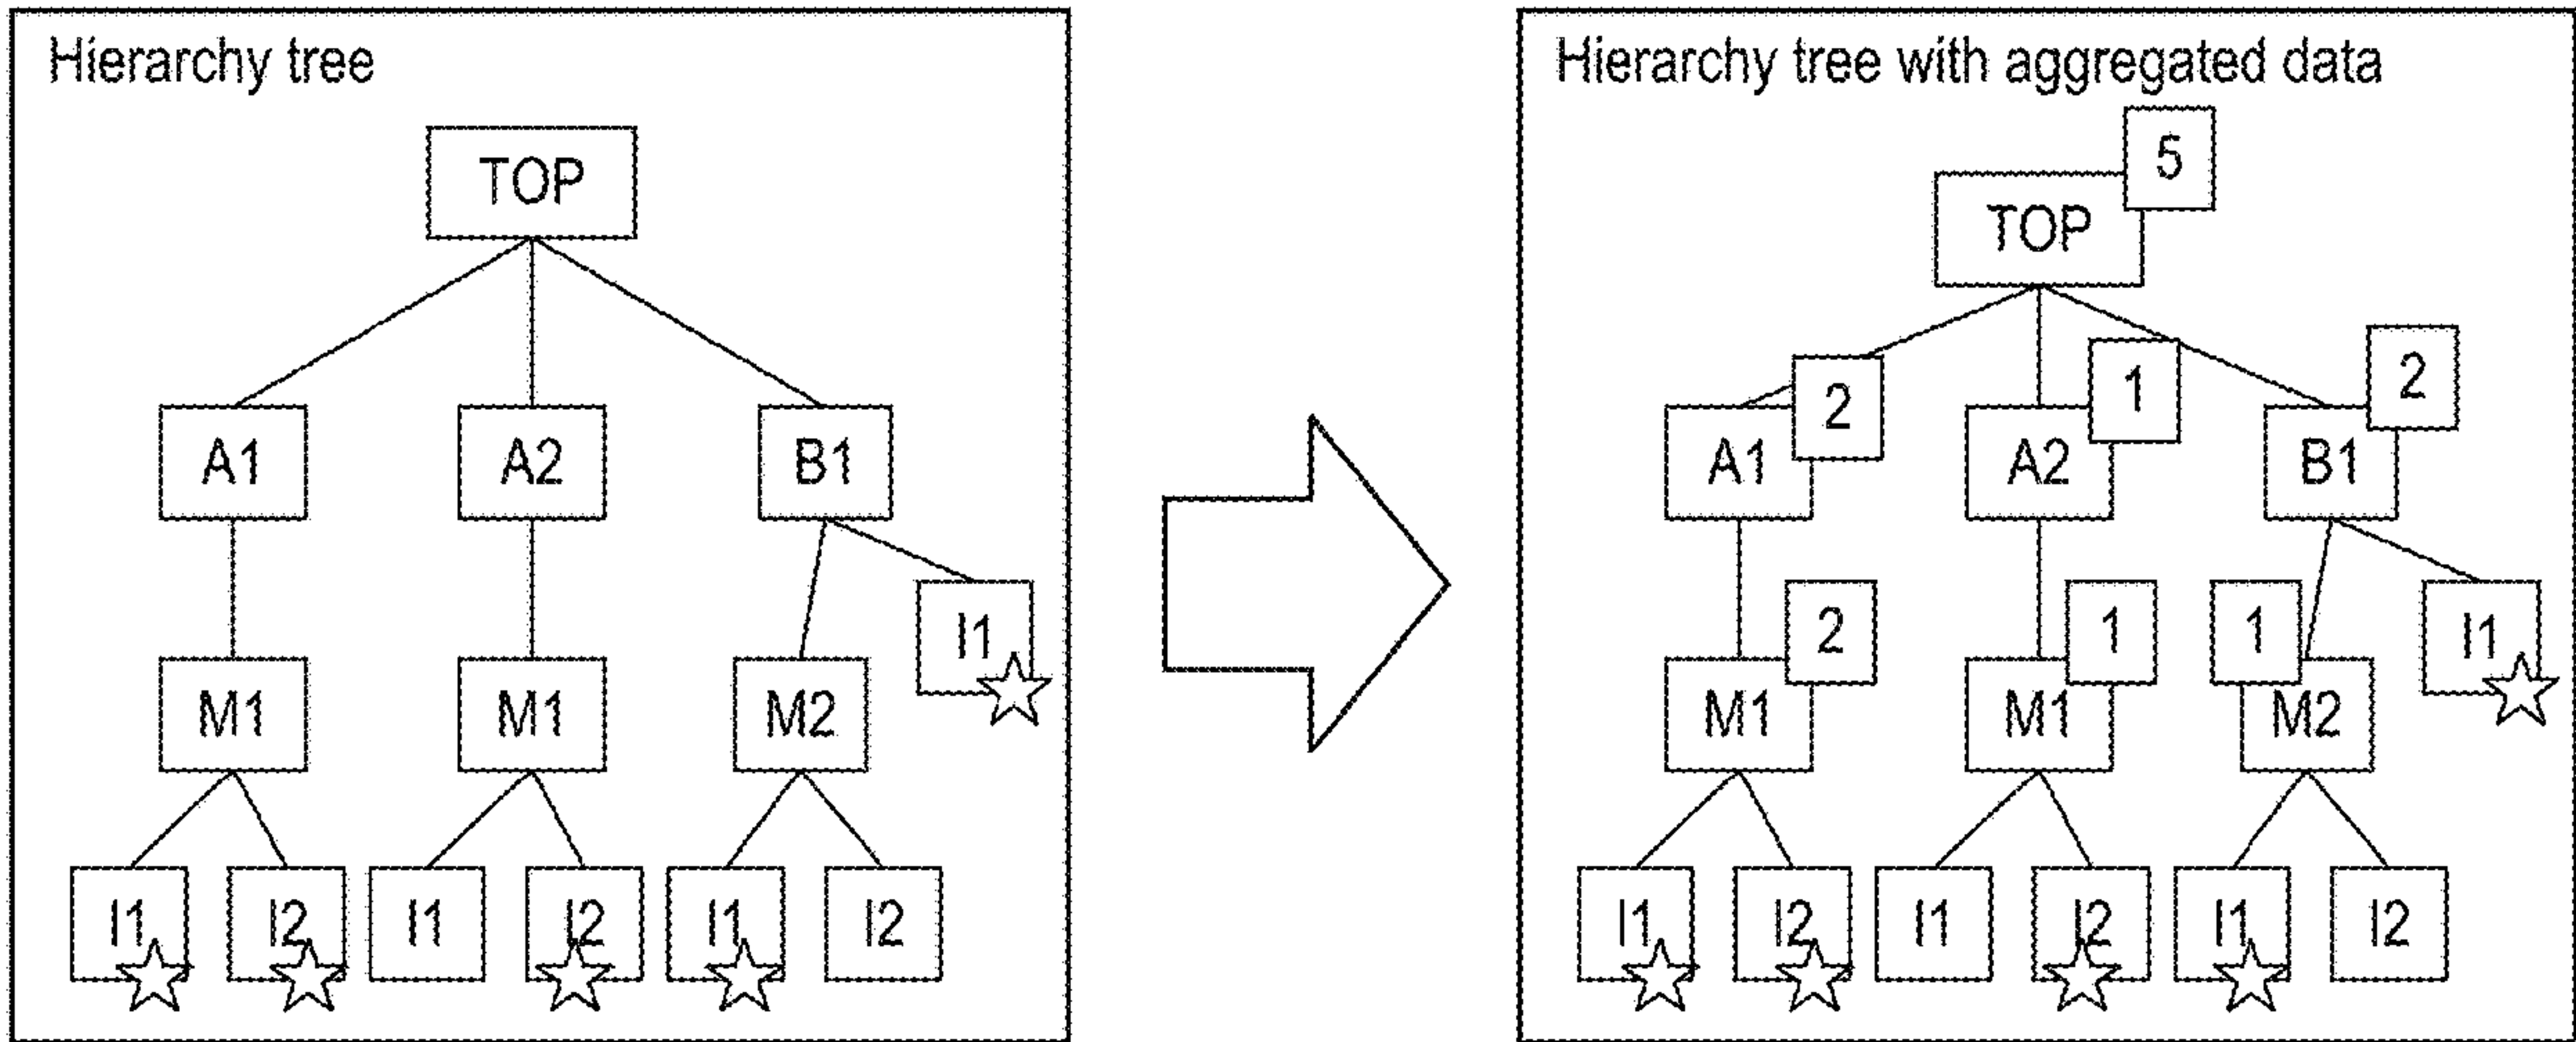 Hierarchy tree
TOP
A1 A2 B1
I1
M1 M1 M2
I1 I2 I1 I2 I1 I2
Hierarchy tree with aggregated data
5
TOP
2 1 2
A1 A2 B1
2 1 1 I1
M1 M1 M2
I1 I2 I1 I2 I1 I2